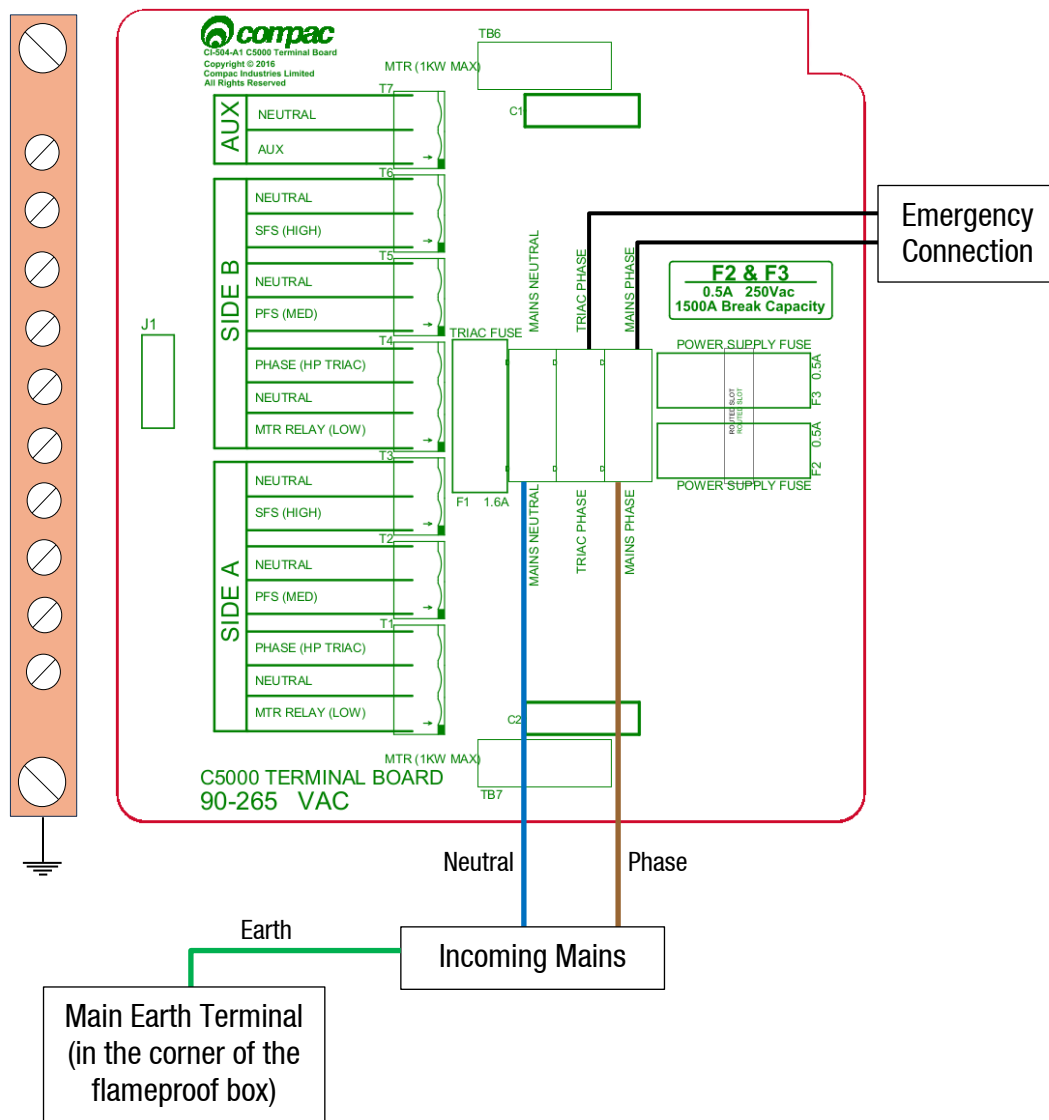 compac
CI-504-A1 C5000 Terminal Board
Copyright © 2016
Compac Industries Limited
All Rights Reserved
TB6
MTR (1KW MAX)
C1
T7
AUX
NEUTRAL
AUX
T6
SIDE B
NEUTRAL
SFS (HIGH)
T5
NEUTRAL
PFS (MED)
T4
PHASE (HP TRIAC)
NEUTRAL
MTR RELAY (LOW)
T3
SIDE A
NEUTRAL
SFS (HIGH)
T2
NEUTRAL
PFS (MED)
T1
PHASE (HP TRIAC)
NEUTRAL
MTR RELAY (LOW)
J1
MAINS NEUTRAL
TRIAC PHASE
MAINS PHASE
Emergency
Connection
F2 & F3
0.5A 250Vac
1500A Break Capacity
TRIAC FUSE
F1 1.6A
POWER SUPPLY FUSE
F3 0.5A
ROUTED SLOT
ROUTED SLOT
F2 0.5A
POWER SUPPLY FUSE
MAINS NEUTRAL
TRIAC PHASE
MAINS PHASE
C2
MTR (1KW MAX)
TB7
C5000 TERMINAL BOARD
90-265 VAC
Neutral
Phase
Earth
Incoming Mains
Main Earth Terminal
(in the corner of the
flameproof box)